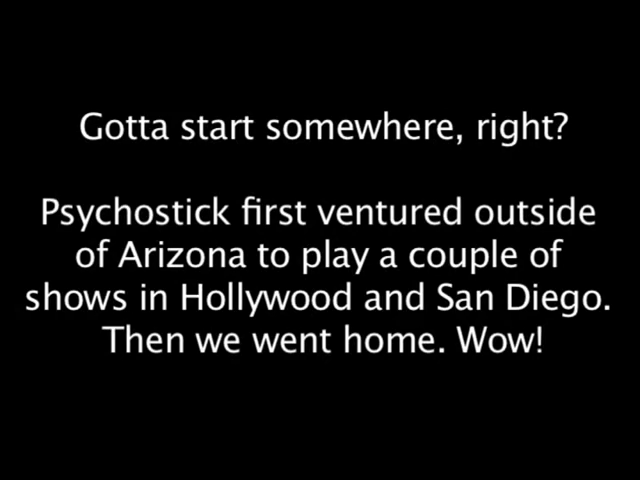 Gotta start somewhere, right?
Psychostick first ventured outside
of Arizona to play a couple of
shows in Hollywood and San Diego.
Then we went home. Wow!